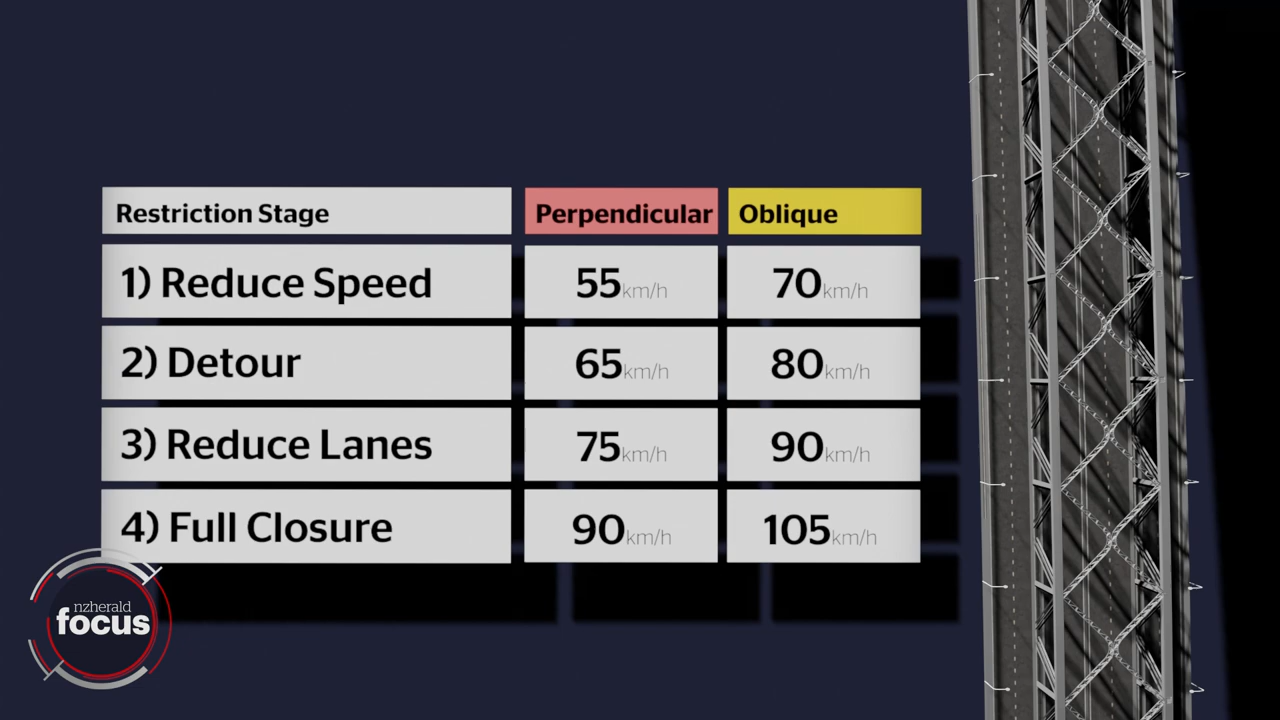 Restriction Stage Perpendicular Oblique
1) Reduce Speed 55km/h 70km/h
2) Detour 65km/h 80km/h
3) Reduce Lanes 75km/h 90km/h
4) Full Closure 90km/h 105km/h
nzherald
focus